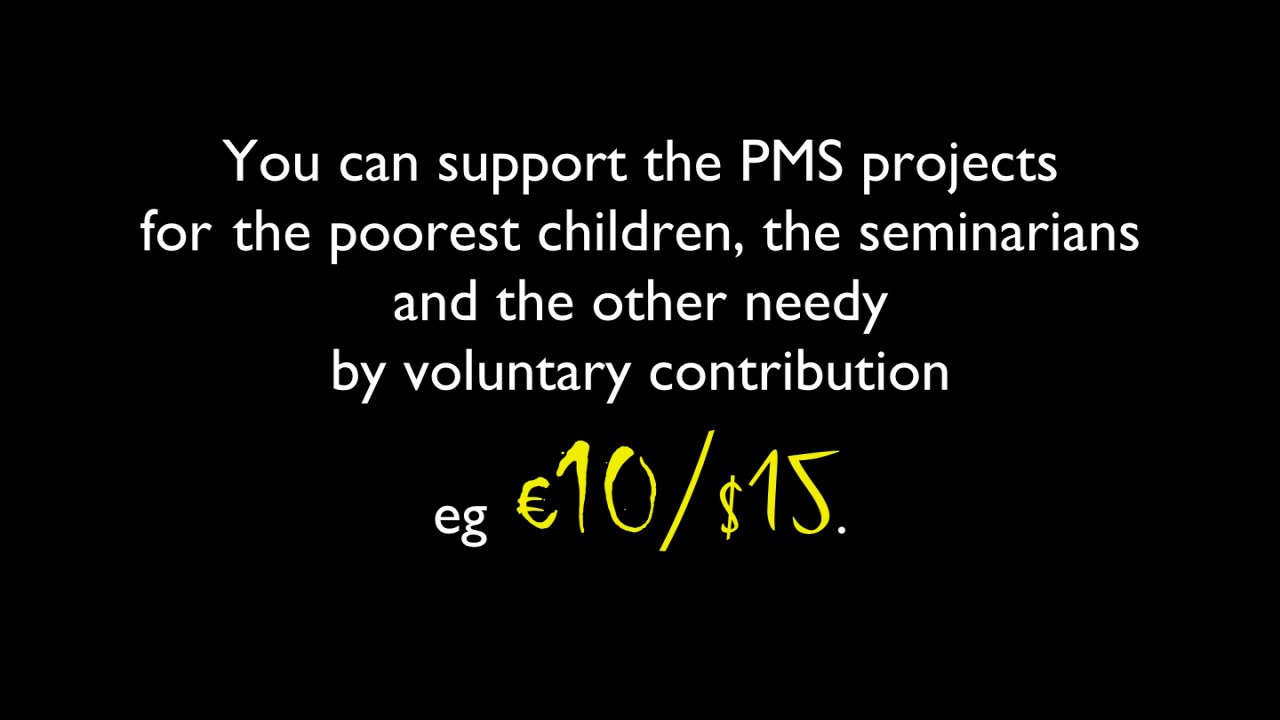 You can support the PMS projects
for the poorest children, the seminarians
and the other needy
by voluntary contribution
eg €10/$15.